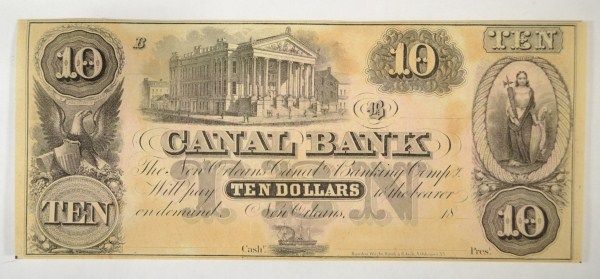 10
B
10
TEN
B
CANAL BANK
The New Orleans Canal & Banking Comp.y
Will pay TEN DOLLARS to the bearer
TEN
on demand. New Orleans, 18
TEN
10
Cash.r
Pres.t